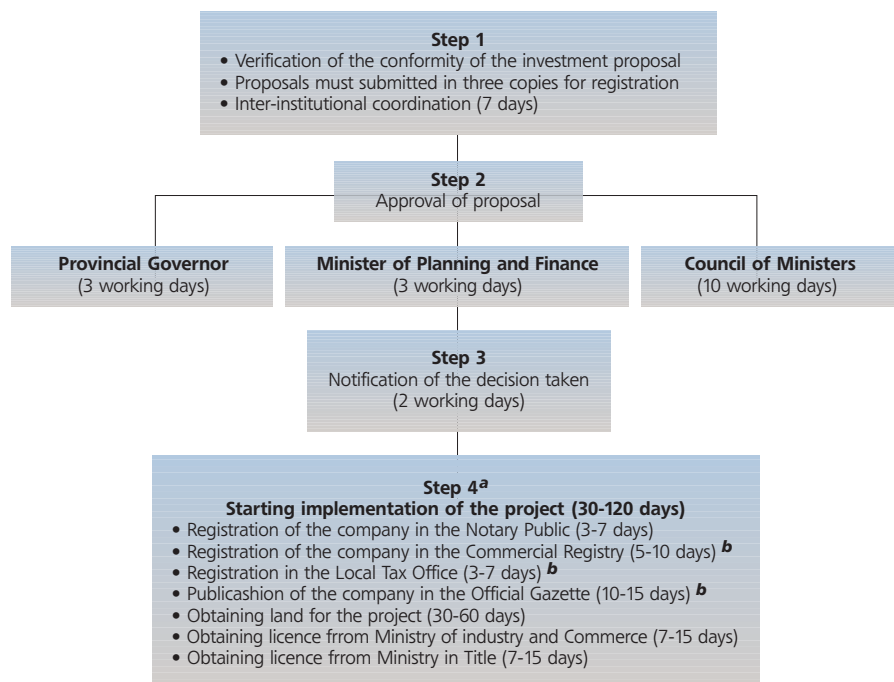 Step 1
• Verification of the conformity of the investment proposal
• Proposals must submitted in three copies for registration
• Inter-institutional coordination (7 days)
Step 2
Approval of proposal
Provincial Governor
(3 working days)
Minister of Planning and Finance
(3 working days)
Council of Ministers
(10 working days)
Step 3
Notification of the decision taken
(2 working days)
Step 4a
Starting implementation of the project (30-120 days)
• Registration of the company in the Notary Public (3-7 days)
• Registration of the company in the Commercial Registry (5-10 days) b
• Registration in the Local Tax Office (3-7 days) b
• Publicashion of the company in the Official Gazette (10-15 days) b
• Obtaining land for the project (30-60 days)
• Obtaining licence frrom Ministry of industry and Commerce (7-15 days)
• Obtaining licence frrom Ministry in Title (7-15 days)